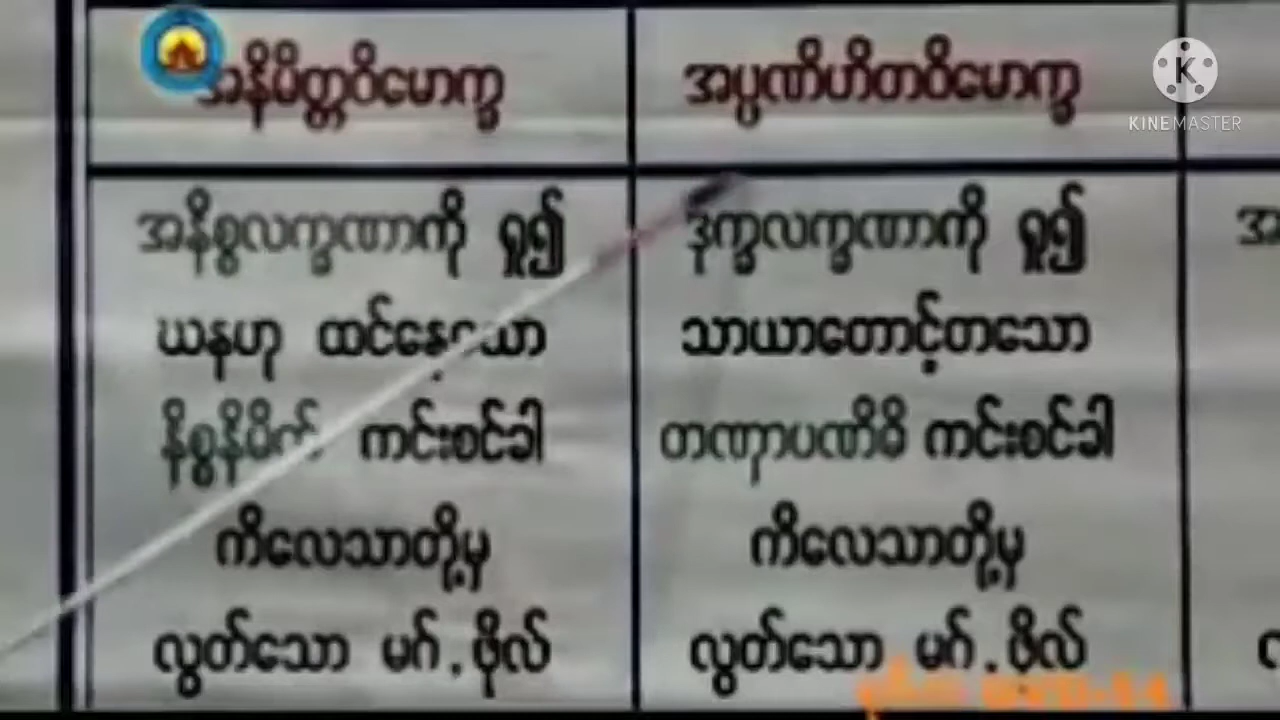 အနိမိတ္တဝိမောက္ခ
အပ္ပဏိဟိတဝိမောက္ခ
KINEMASTER
အနိစ္စလက္ခဏာကို ရှု၍
ဃနဟု ထင်နေသော
နိစ္စနိမိတ် ကင်းစင်ခါ
ကိလေသာတို့မှ
လွတ်သော မဂ်,ဖိုလ်
ဒုက္ခလက္ခဏာကို ရှု၍
သာယာတောင့်တသော
တဏှာပဏိဓိ ကင်းစင်ခါ
ကိလေသာတို့မှ
လွတ်သော မဂ်,ဖိုလ်